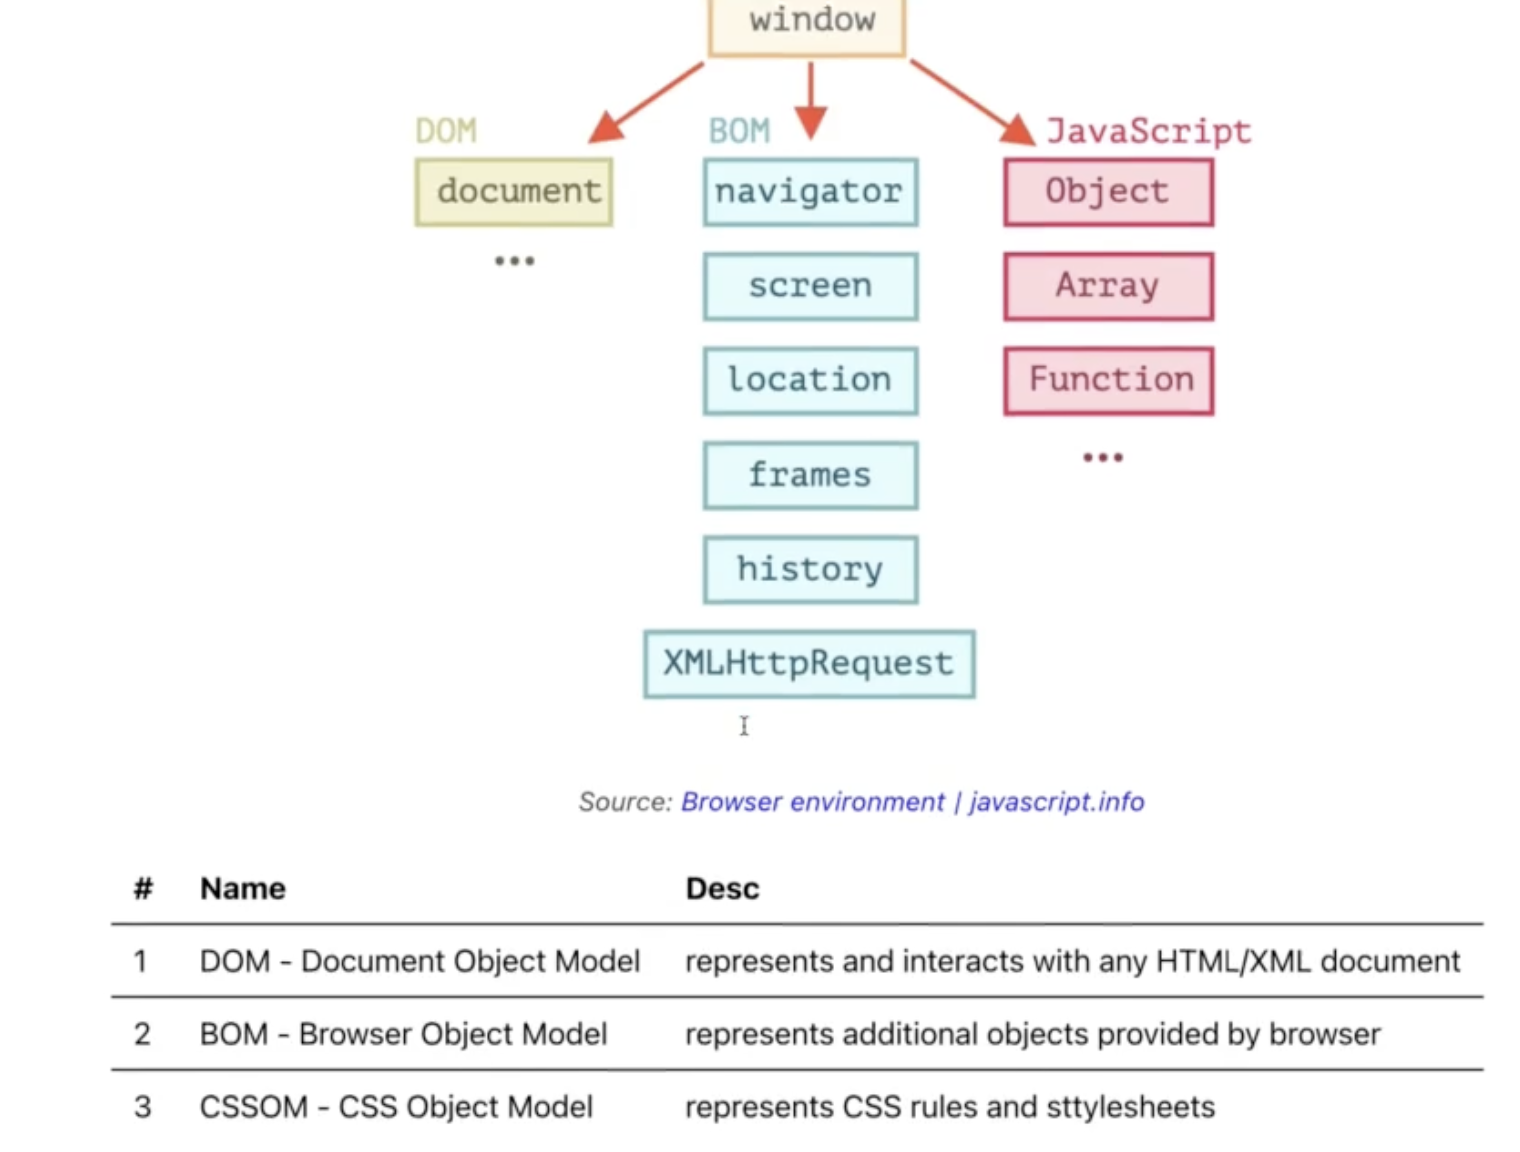 window
DOM BOM JavaScript
document navigator Object
...
screen Array
location Function
frames
...
history
XMLHttpRequest
Source: Browser environment | javascript.info
# Name Desc
1 DOM - Document Object Model represents and interacts with any HTML/XML document
2 BOM - Browser Object Model represents additional objects provided by browser
3 CSSOM - CSS Object Model represents CSS rules and sttylesheets